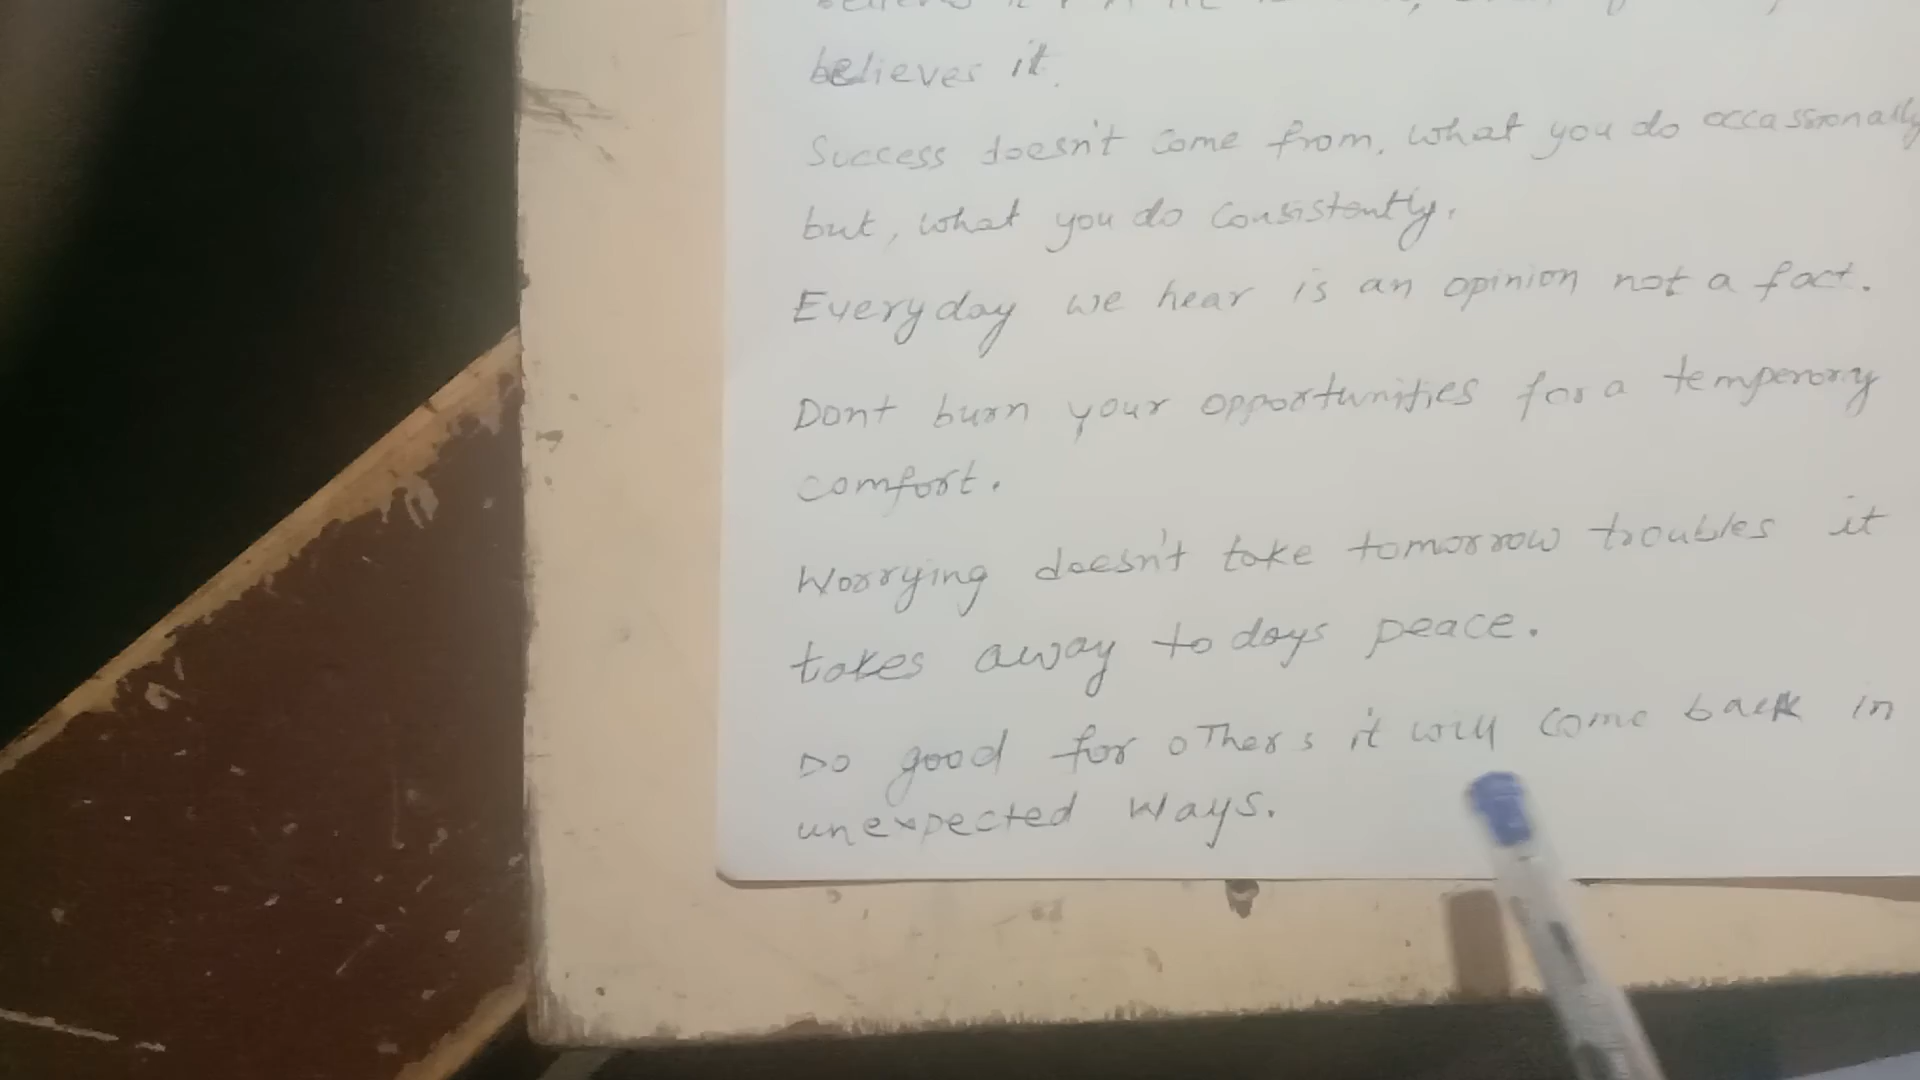 believes it.
Success doesn't come from, what you do occassionally
but, what you do consistently.
Everyday we hear is an opinion not a fact.
Dont burn your opportunities for a temperory
comfort.
Worrying doesn't take tomorrow troubles it
takes away todays peace.
Do good for others it will come back in
unexpected ways.